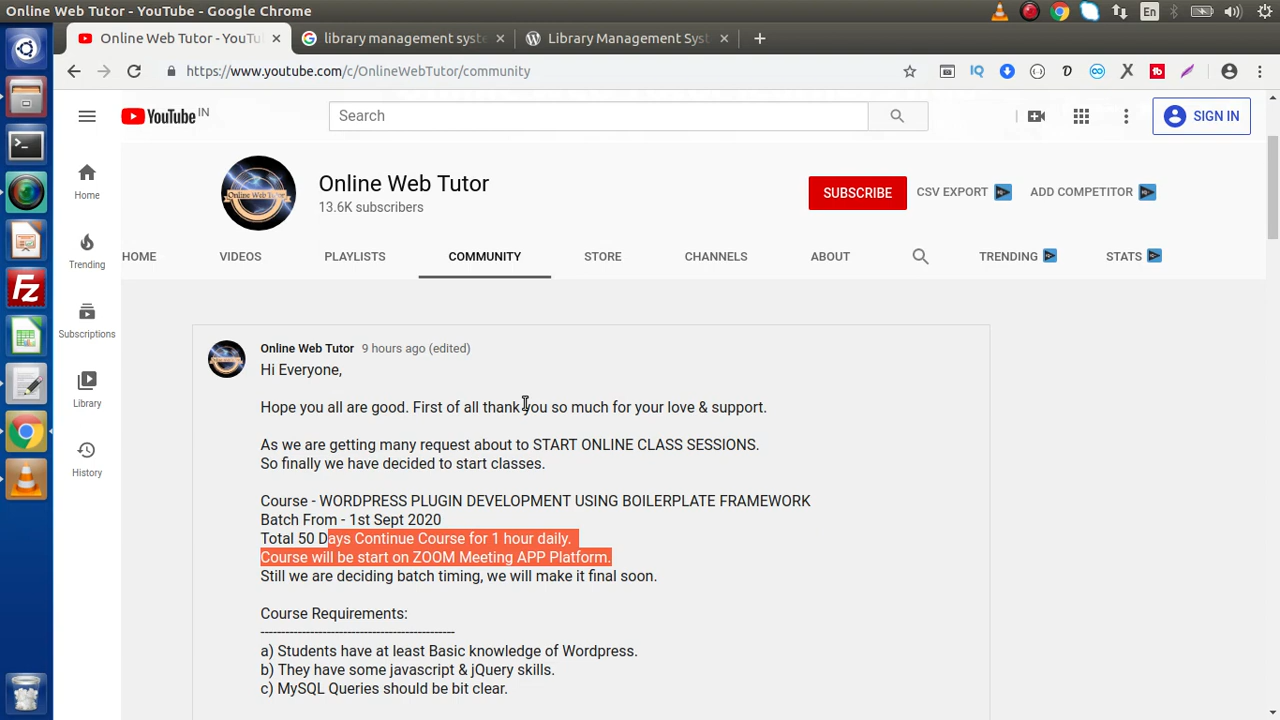 Online Web Tutor - YouTube - Google Chrome
En
Online Web Tutor - YouTu
library management syst
Library Management Sys
https://www.youtube.com/c/OnlineWebTutor/community
YouTube IN
Search
SIGN IN
Home
Trending
Subscriptions
Library
History
Online Web Tutor
13.6K subscribers
SUBSCRIBE
CSV EXPORT
ADD COMPETITOR
HOME
VIDEOS
PLAYLISTS
COMMUNITY
STORE
CHANNELS
ABOUT
TRENDING
STATS
Online Web Tutor 9 hours ago (edited)
Hi Everyone,
Hope you all are good. First of all thank you so much for your love & support.
As we are getting many request about to START ONLINE CLASS SESSIONS.
So finally we have decided to start classes.
Course - WORDPRESS PLUGIN DEVELOPMENT USING BOILERPLATE FRAMEWORK
Batch From - 1st Sept 2020
Total 50 Days Continue Course for 1 hour daily.
Course will be start on ZOOM Meeting APP Platform.
Still we are deciding batch timing, we will make it final soon.
Course Requirements:
-----------------------------------------------
a) Students have at least Basic knowledge of Wordpress.
b) They have some javascript & jQuery skills.
c) MySQL Queries should be bit clear.